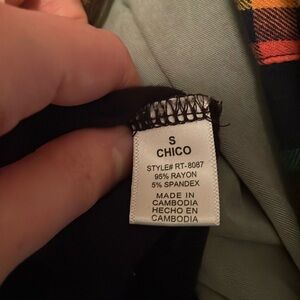 S
CHICO
STYLE# RT-8087
95% RAYON
5% SPANDEX
MADE IN
CAMBODIA
HECHO EN
CAMBODIA